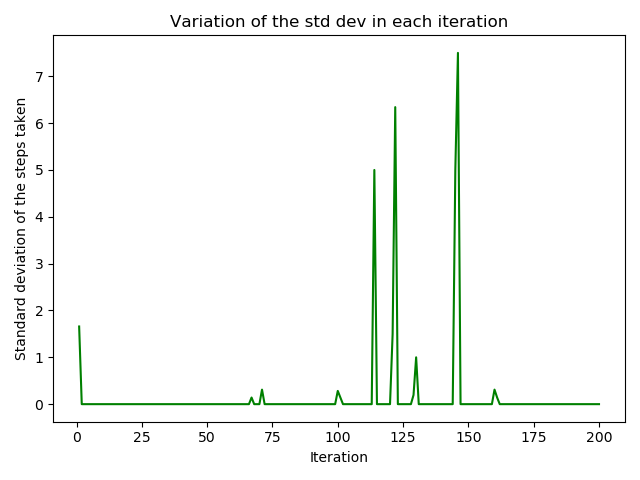 Variation of the std dev in each iteration
Standard deviation of the steps taken
7
6
5
4
3
2
1
0
0 25 50 75 100 125 150 175 200
Iteration